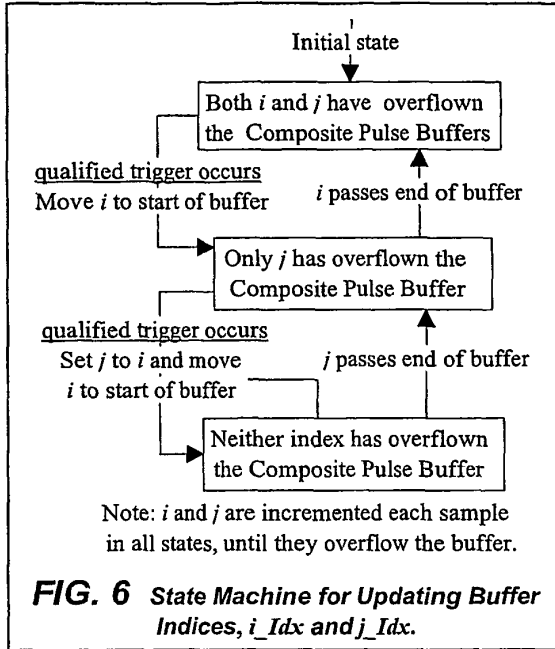 Initial state
Both i and j have overflown
the Composite Pulse Buffers
qualified trigger occurs
Move i to start of buffer
i passes end of buffer
Only j has overflown the
Composite Pulse Buffer
qualified trigger occurs
Set j to i and move
i to start of buffer
j passes end of buffer
Neither index has overflown
the Composite Pulse Buffer
Note: i and j are incremented each sample
in all states, until they overflow the buffer.
FIG. 6 State Machine for Updating Buffer
Indices, i_Idx and j_Idx.